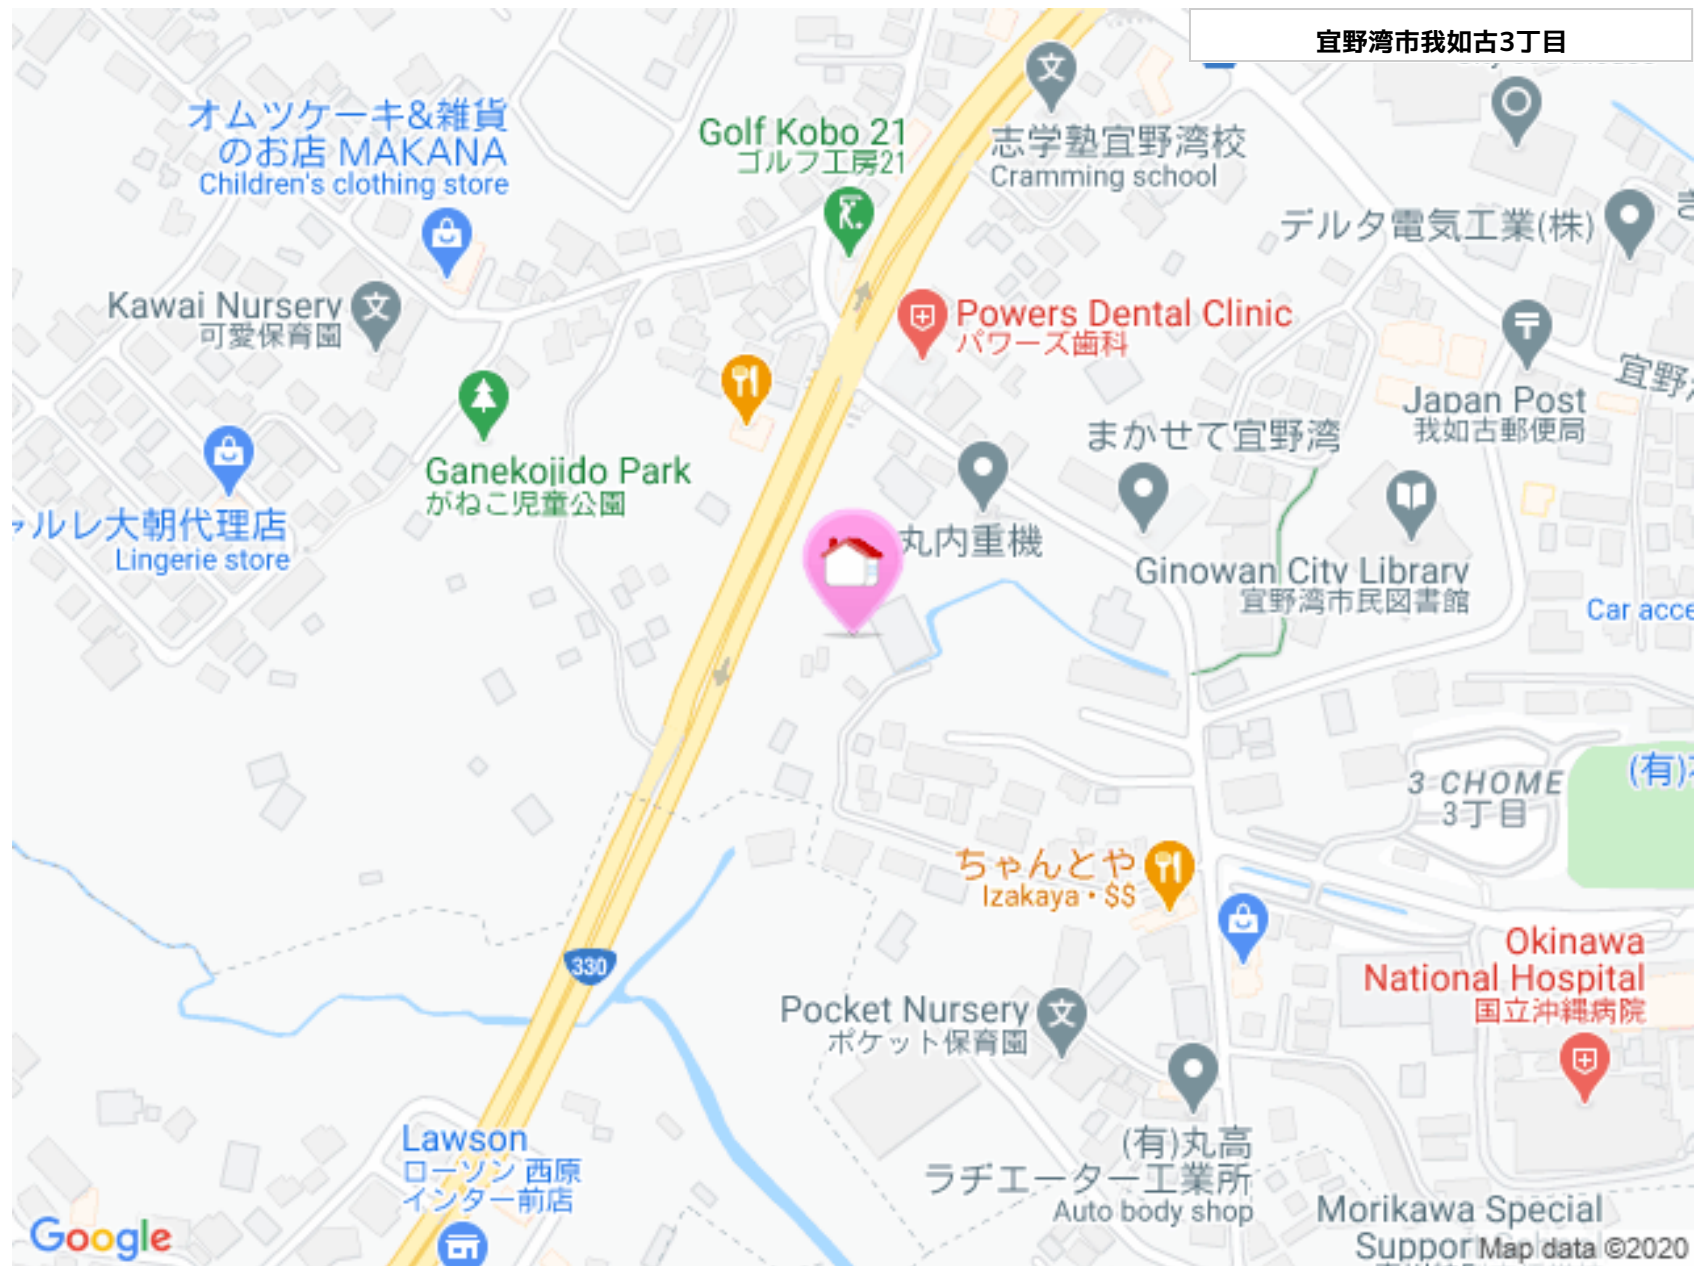 宜野湾市我如古3丁目
オムツケーキ&雑貨
のお店 MAKANA
Children's clothing store
Golf Kobo 21
ゴルフ工房21
志学塾宜野湾校
Cramming school
デルタ電気工業(株)
Kawai Nursery
可愛保育園
Powers Dental Clinic
パワーズ歯科
Japan Post
我如古郵便局
まかせて宜野湾
Ganekojido Park
がねこ児童公園
ャルレ大朝代理店
Lingerie store
丸内重機
Ginowan City Library
宜野湾市民図書館
Car acce
3 CHOME
3丁目
(有)
ちゃんとや
Izakaya・$$
330
Okinawa
National Hospital
国立沖縄病院
Pocket Nursery
ポケット保育園
Lawson
ローソン 西原
インター前店
(有)丸高
ラヂエーター工業所
Auto body shop
Morikawa Special
Suppor
Google
Map data ©2020